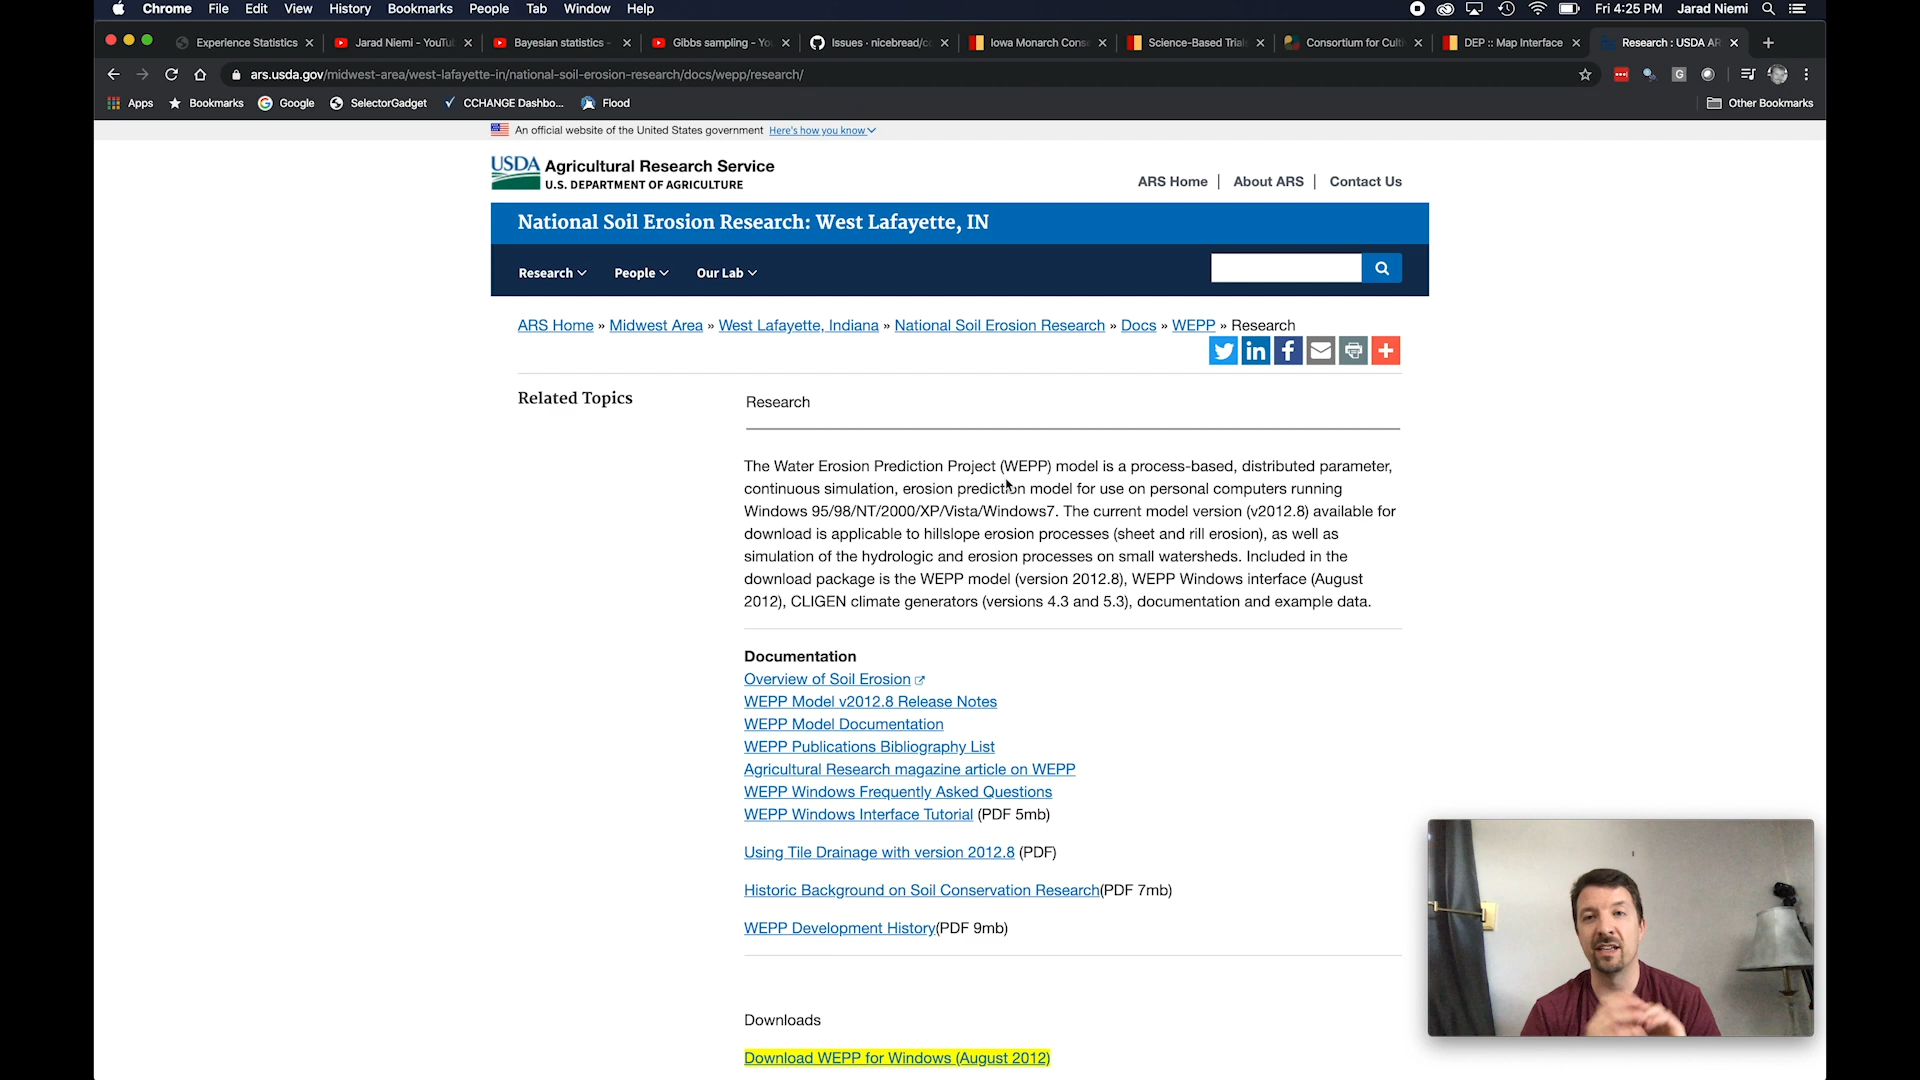 Chrome File Edit View History Bookmarks People Tab Window Help Fri 4:25 PM Jarad Niemi
Experience Statistics Jarad Niemi - YouTu Bayesian statistics - Gibbs sampling - Yo Issues · nicebread/c Iowa Monarch Cons Science-Based Trial Consortium for Culti DEP :: Map Interface Research : USDA AR
ars.usda.gov/midwest-area/west-lafayette-in/national-soil-erosion-research/docs/wepp/research/
Apps Bookmarks Google SelectorGadget CCHANGE Dashbo... Flood Other Bookmarks
An official website of the United States government Here's how you know
USDA Agricultural Research Service
U.S. DEPARTMENT OF AGRICULTURE
ARS Home | About ARS | Contact Us
National Soil Erosion Research: West Lafayette, IN
Research People Our Lab
ARS Home » Midwest Area » West Lafayette, Indiana » National Soil Erosion Research » Docs » WEPP » Research
Related Topics
Research
The Water Erosion Prediction Project (WEPP) model is a process-based, distributed parameter,
continuous simulation, erosion prediction model for use on personal computers running
Windows 95/98/NT/2000/XP/Vista/Windows7. The current model version (v2012.8) available for
download is applicable to hillslope erosion processes (sheet and rill erosion), as well as
simulation of the hydrologic and erosion processes on small watersheds. Included in the
download package is the WEPP model (version 2012.8), WEPP Windows interface (August
2012), CLIGEN climate generators (versions 4.3 and 5.3), documentation and example data.
Documentation
Overview of Soil Erosion
WEPP Model v2012.8 Release Notes
WEPP Model Documentation
WEPP Publications Bibliography List
Agricultural Research magazine article on WEPP
WEPP Windows Frequently Asked Questions
WEPP Windows Interface Tutorial (PDF 5mb)
Using Tile Drainage with version 2012.8 (PDF)
Historic Background on Soil Conservation Research(PDF 7mb)
WEPP Development History(PDF 9mb)
Downloads
Download WEPP for Windows (August 2012)